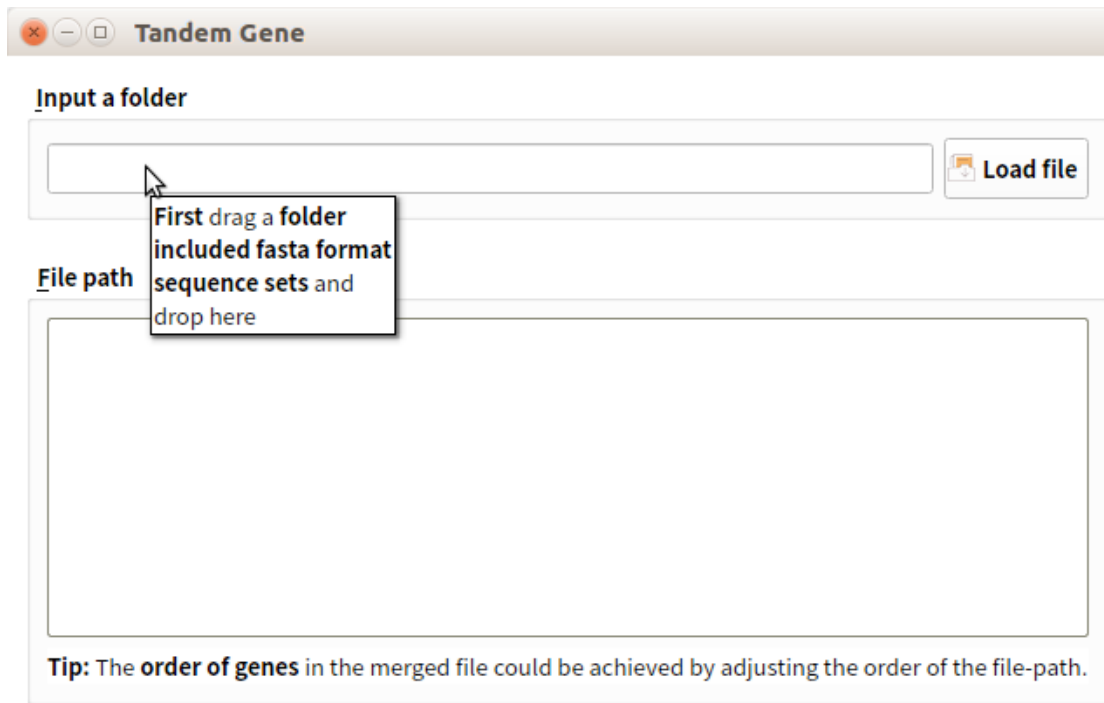 Tandem Gene
Input a folder
Load file
First drag a folder
included fasta format
sequence sets and
drop here
File path
Tip: The order of genes in the merged file could be achieved by adjusting the order of the file-path.